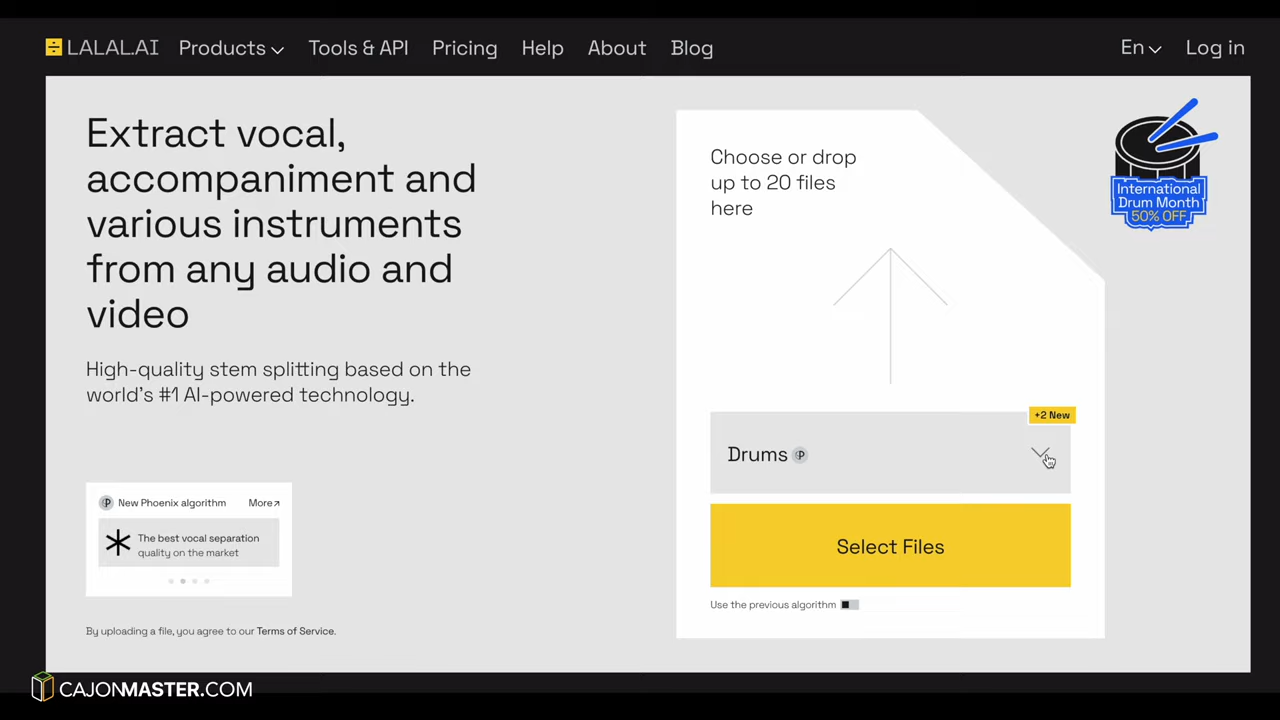 LALAL.AI Products Tools & API Pricing Help About Blog En Log in
Extract vocal,
accompaniment and
various instruments
from any audio and
video
High-quality stem splitting based on the
world's #1 AI-powered technology.
P New Phoenix algorithm More↗
The best vocal separation
quality on the market
By uploading a file, you agree to our Terms of Service.
Choose or drop
up to 20 files
here
+2 New
Drums P
Select Files
Use the previous algorithm
International
Drum Month
50% OFF
CAJONMASTER.COM